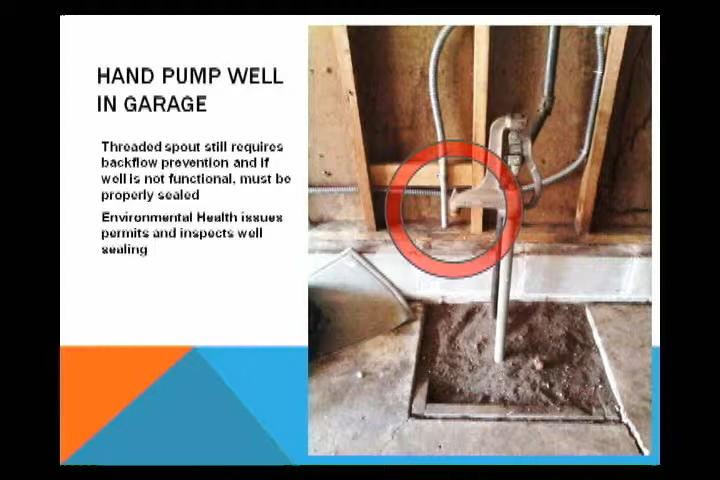 HAND PUMP WELL
IN GARAGE
Threaded spout still requires
backflow prevention and if
well is not functional, must be
properly sealed
Environmental Health issues
permits and inspects well
sealing